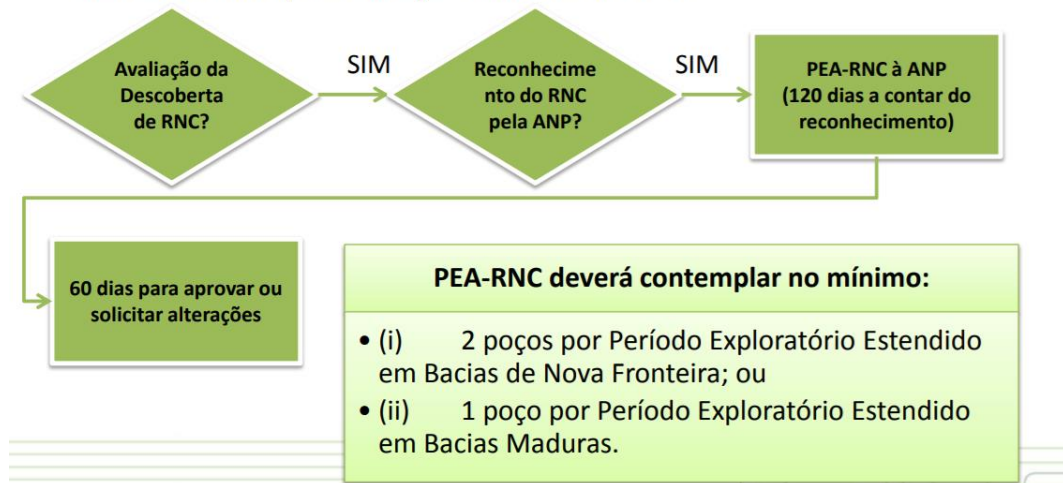 Avaliação da
Descoberta
de RNC?
SIM
Reconhecime
nto do RNC
pela ANP?
SIM
PEA-RNC à ANP
(120 dias a contar do
reconhecimento)
60 dias para aprovar ou
solicitar alterações
PEA-RNC deverá contemplar no mínimo:
• (i) 2 poços por Período Exploratório Estendido
em Bacias de Nova Fronteira; ou
• (ii) 1 poço por Período Exploratório Estendido
em Bacias Maduras.